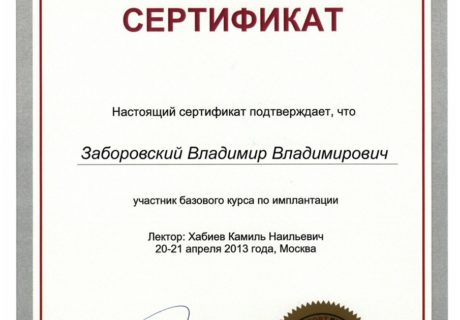 СЕРТИФИКАТ
Настоящий сертификат подтверждает, что
Заборовский Владимир Владимирович
участник базового курса по имплантации
Лектор: Хабиев Камиль Наильевич
20-21 апреля 2013 года, Москва